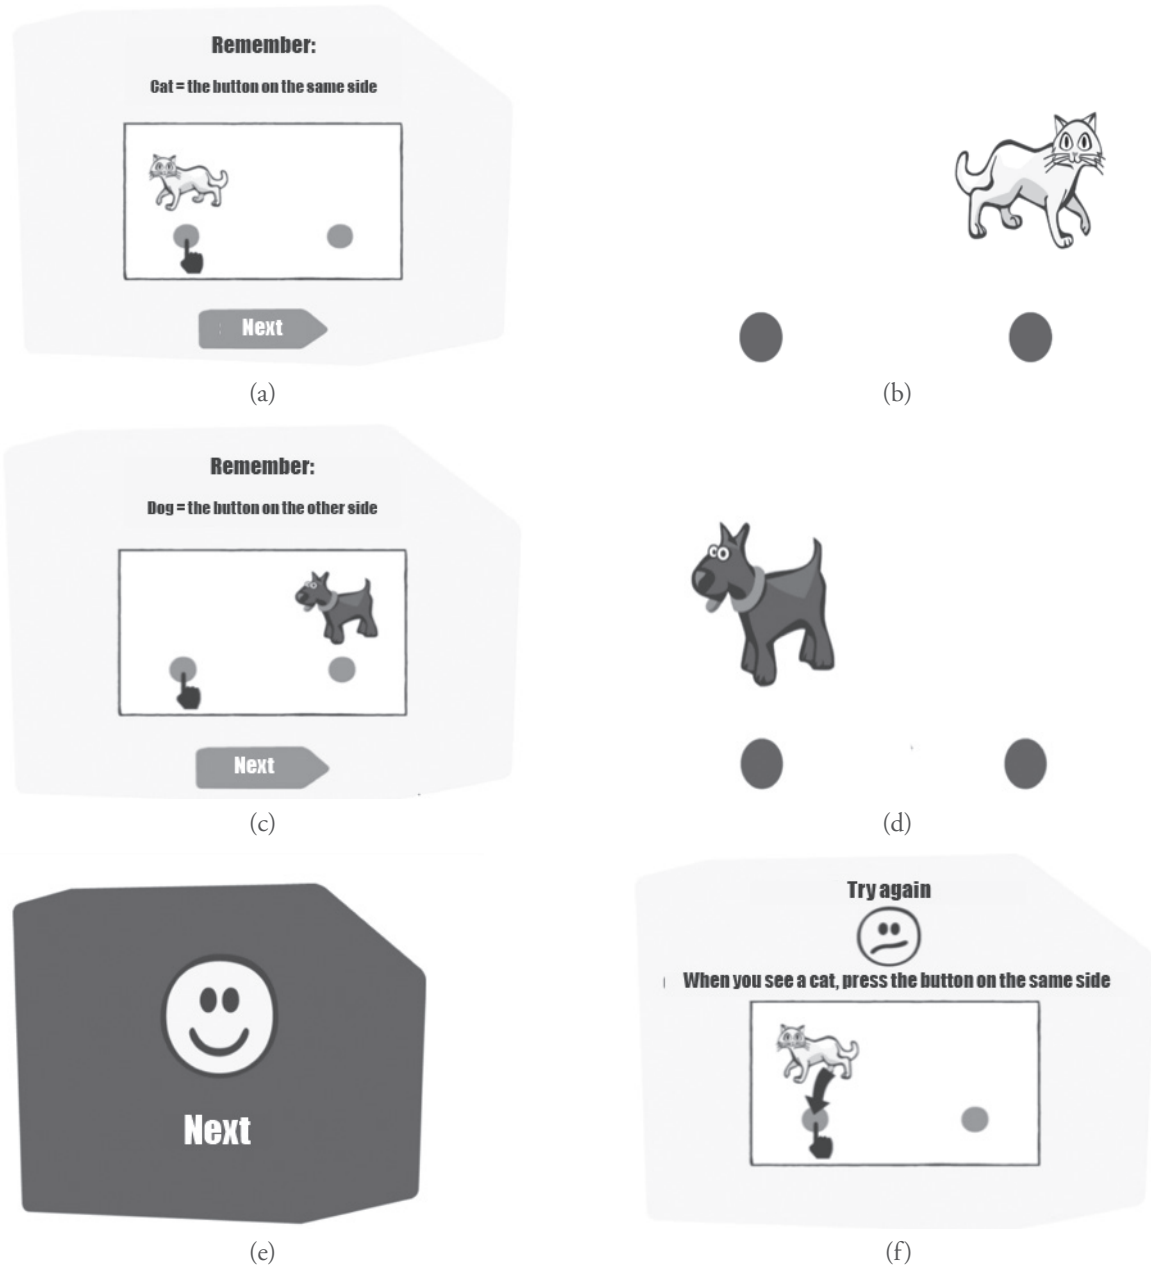 Remember:
Cat = the button on the same side
Next
(a)
(b)
Remember:
Dog = the button on the other side
Next
(c)
(d)
Next
(e)
Try again
When you see a cat, press the button on the same side
(f)